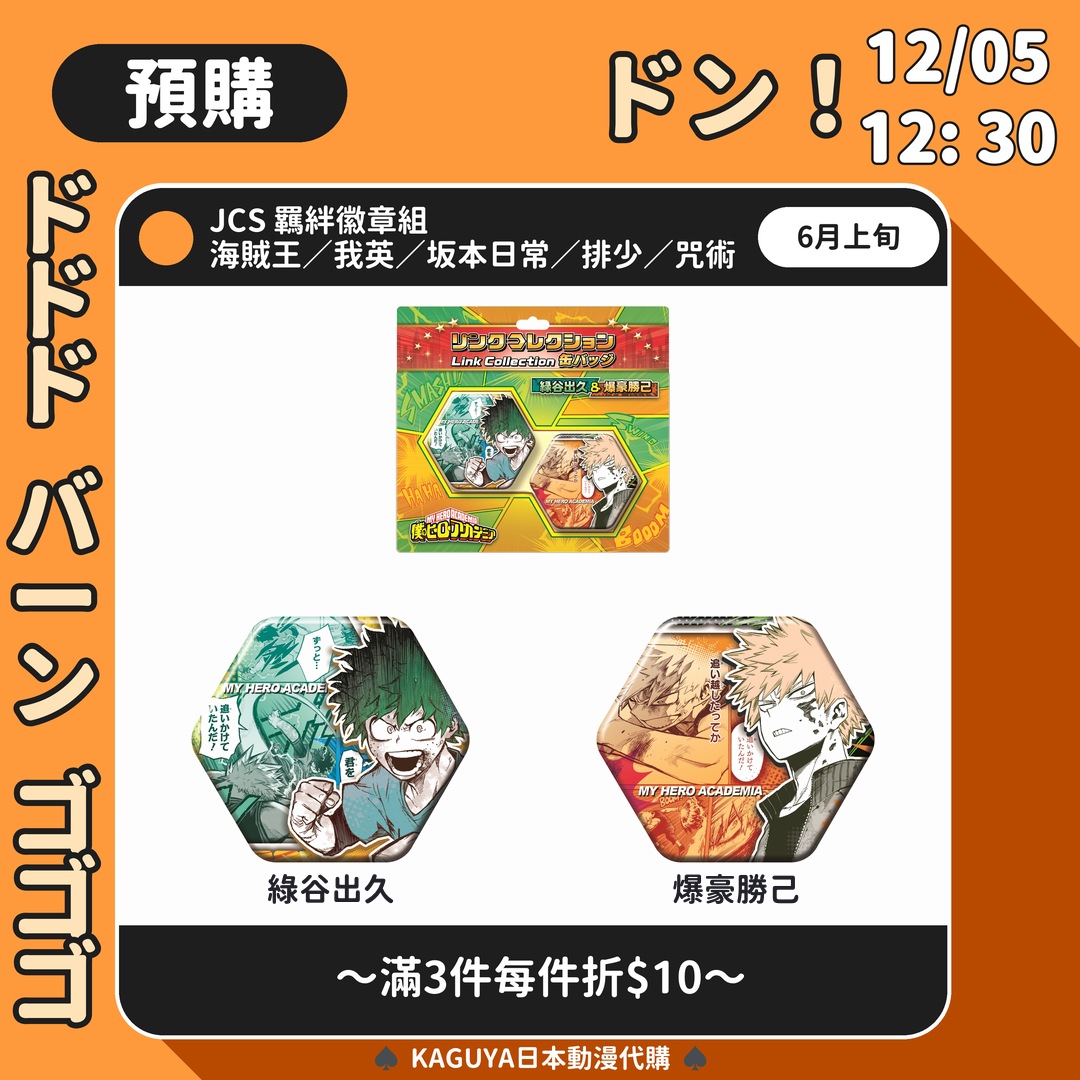 預購
ドン！
12/05
12: 30
ドドド バーン ゴゴゴ
JCS 羈絆徽章組
海賊王／我英／坂本日常／排少／咒術
6月上旬
リンクコレクション
Link Collection 缶バッジ
緑谷出久 & 爆豪勝己
SMASH!!
HAHA
BOOOM
MY HERO ACADEMIA
MY HERO ACADEMIA
僕のヒーローアカデミア
ずっと…
MY HERO ACADE
追いかけて
いたんだ!
君を
追い越したってか
追いかけて
いたんだ!
MY HERO ACADEMIA
BOOM
綠谷出久
爆豪勝己
～滿3件每件折$10～
♠ KAGUYA日本動漫代購 ♠